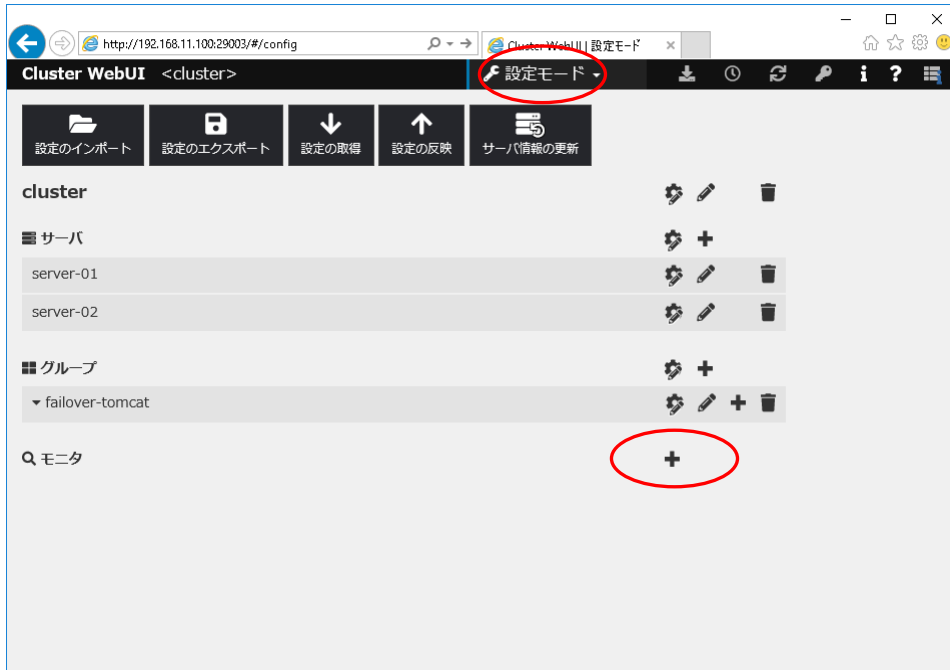 http://192.168.11.100:29003/#/config
Cluster WebUI | 設定モード
Cluster WebUI <cluster>
設定モード
設定のインポート
設定のエクスポート
設定の取得
設定の反映
サーバ情報の更新
cluster
サーバ
server-01
server-02
グループ
failover-tomcat
モニタ